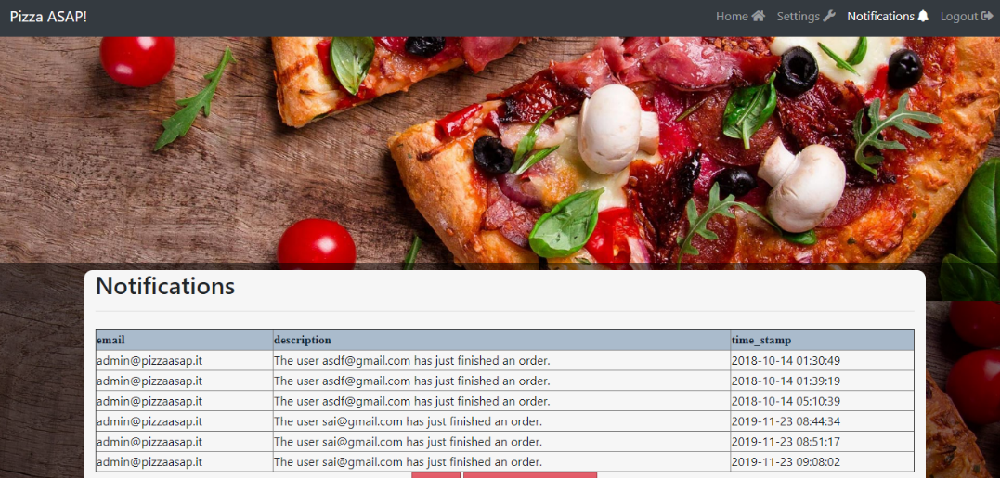 Pizza ASAP!
Home Settings Notifications Logout
Notifications
email description time_stamp
admin@pizzaasap.it The user asdf@gmail.com has just finished an order. 2018-10-14 01:30:49
admin@pizzaasap.it The user asdf@gmail.com has just finished an order. 2018-10-14 01:39:19
admin@pizzaasap.it The user asdf@gmail.com has just finished an order. 2018-10-14 05:10:39
admin@pizzaasap.it The user sai@gmail.com has just finished an order. 2019-11-23 08:44:34
admin@pizzaasap.it The user sai@gmail.com has just finished an order. 2019-11-23 08:51:17
admin@pizzaasap.it The user sai@gmail.com has just finished an order. 2019-11-23 09:08:02